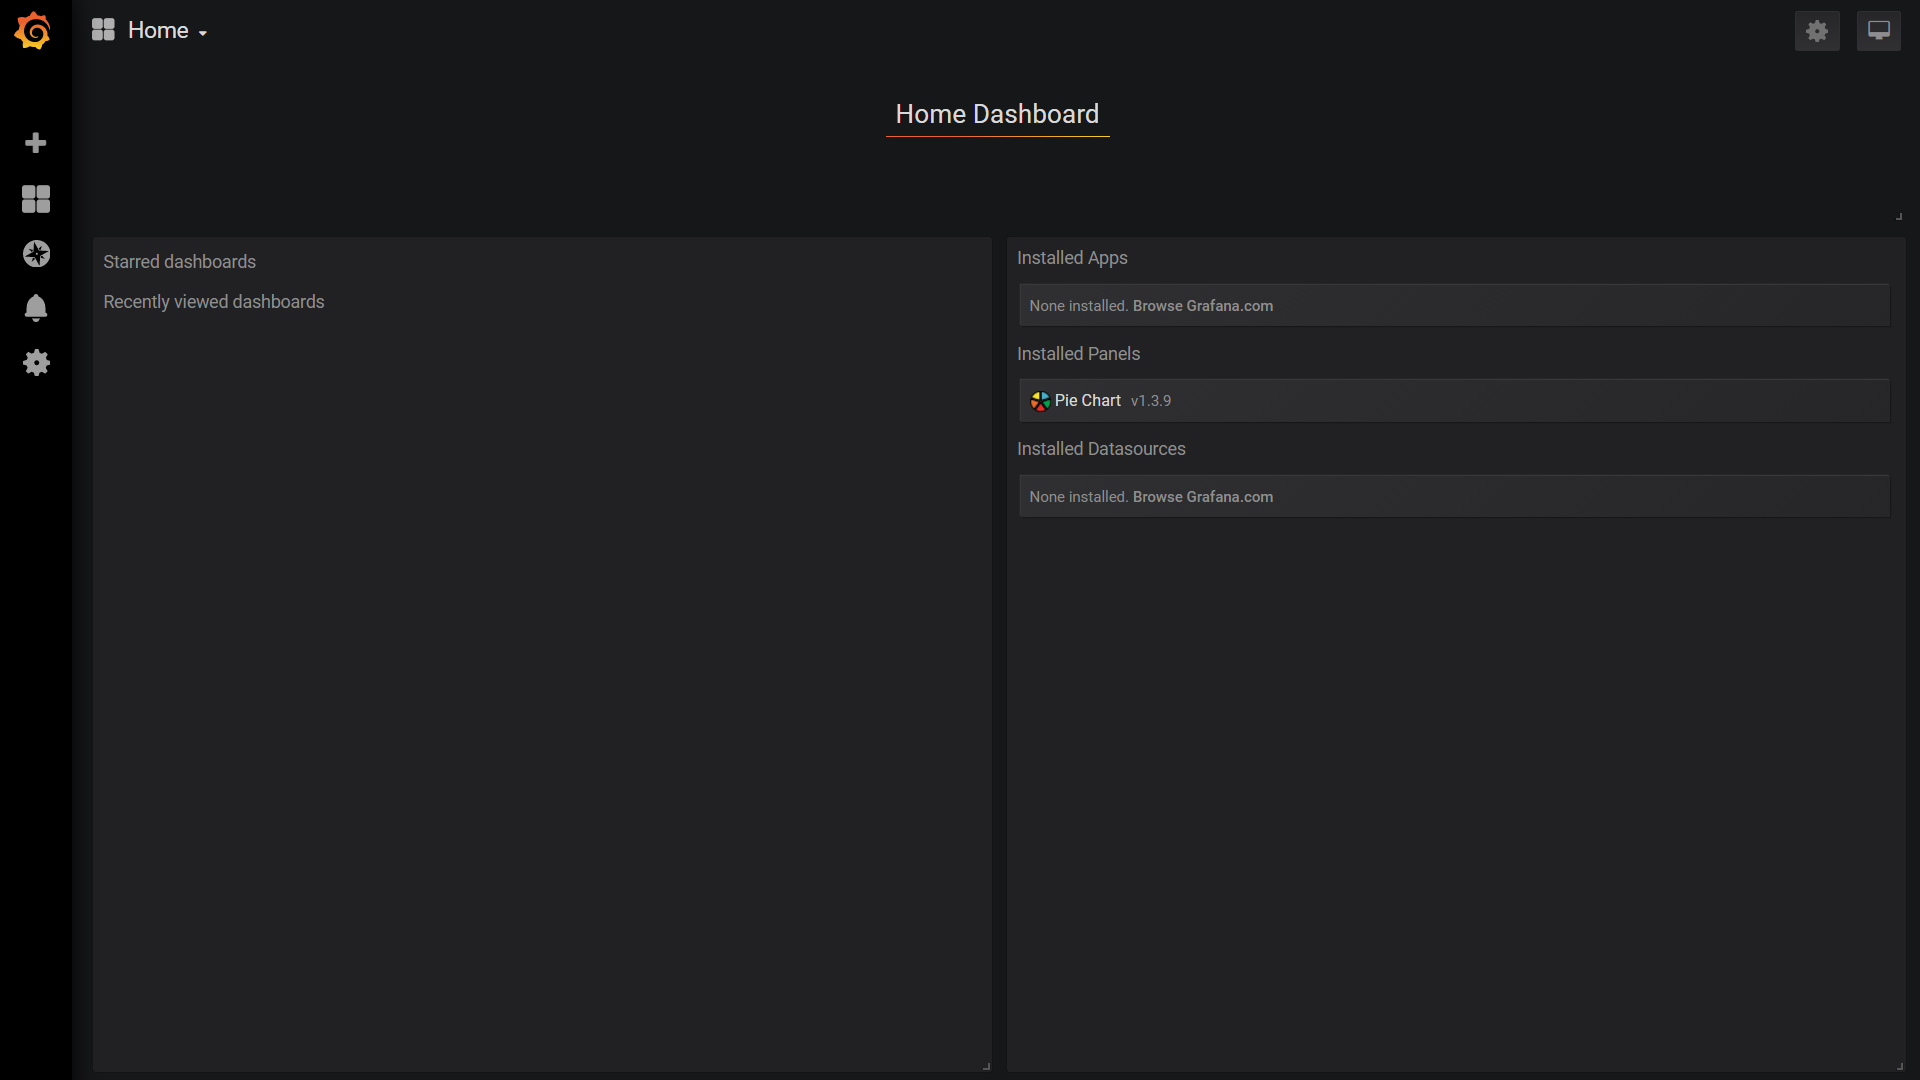 Home
Home Dashboard
Starred dashboards
Recently viewed dashboards
Installed Apps
None installed. Browse Grafana.com
Installed Panels
Pie Chart v1.3.9
Installed Datasources
None installed. Browse Grafana.com